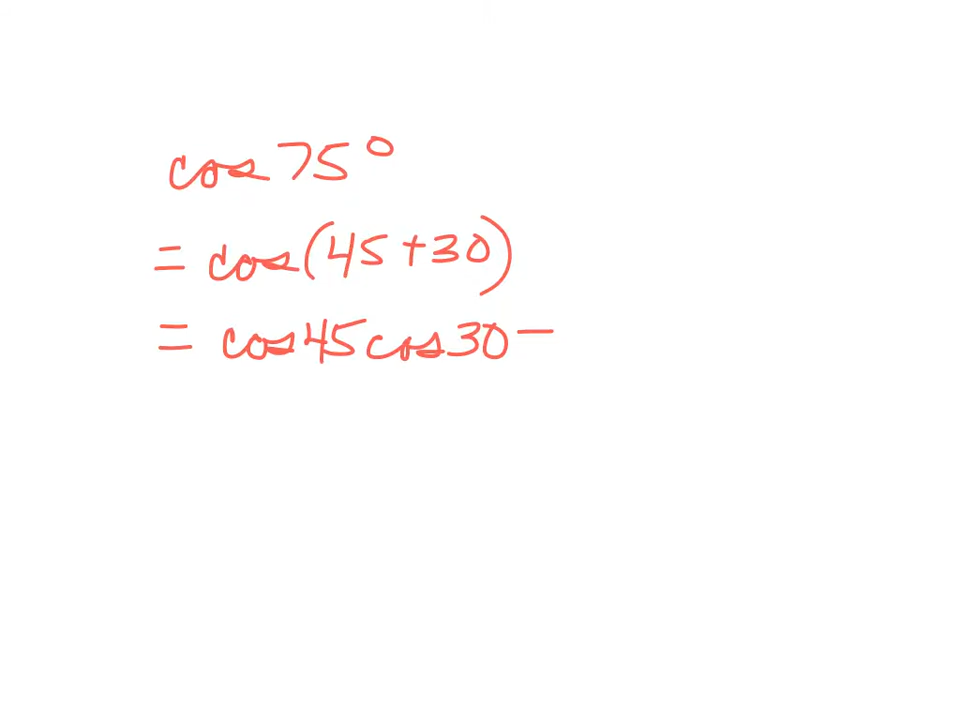 cos 75°
= cos(45 + 30)
= cos45cos30 −